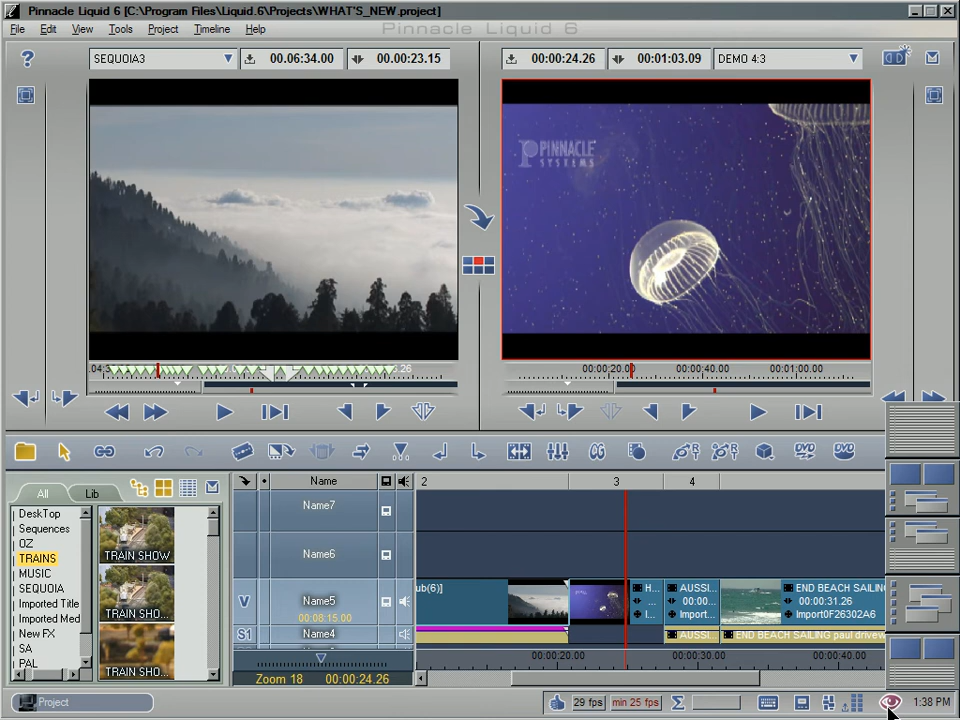 Pinnacle Liquid 6 [C:\Program Files\Liquid.6\Projects\WHAT'S_NEW.project]
File Edit View Tools Project Timeline Help
Pinnacle Liquid 6
SEQUOIA3 00.06:34.00 00.00:23.15
00:00:24.26 00:01:03.09 DEMO 4:3
PINNACLE
SYSTEMS
00:00:20.00 00:00:40.00 00:01:00.00
All Lib
Name 2 3 4
DeskTop
Sequences
OZ
TRAINS
MUSIC
SEQUOIA
Imported Title
Imported Med
New FX
SA
PAL
TRAIN SHOW
TRAIN SHO...
TRAIN SHO...
Name7
Name6
V Name5
00:08:15.00
S1 Name4
ub(6)]
H...
...
I...
AUSSI
00:00...
Import...
END BEACH SAILING
00:00:31.26
Import0F26302A6
AUSSI... END BEACH SAILING paul drivew
00:00:20.00 00:00:30.00 00:00:40.00
Zoom 18 00:00:24.26
Project
29 fps min 25 fps
1:38 PM